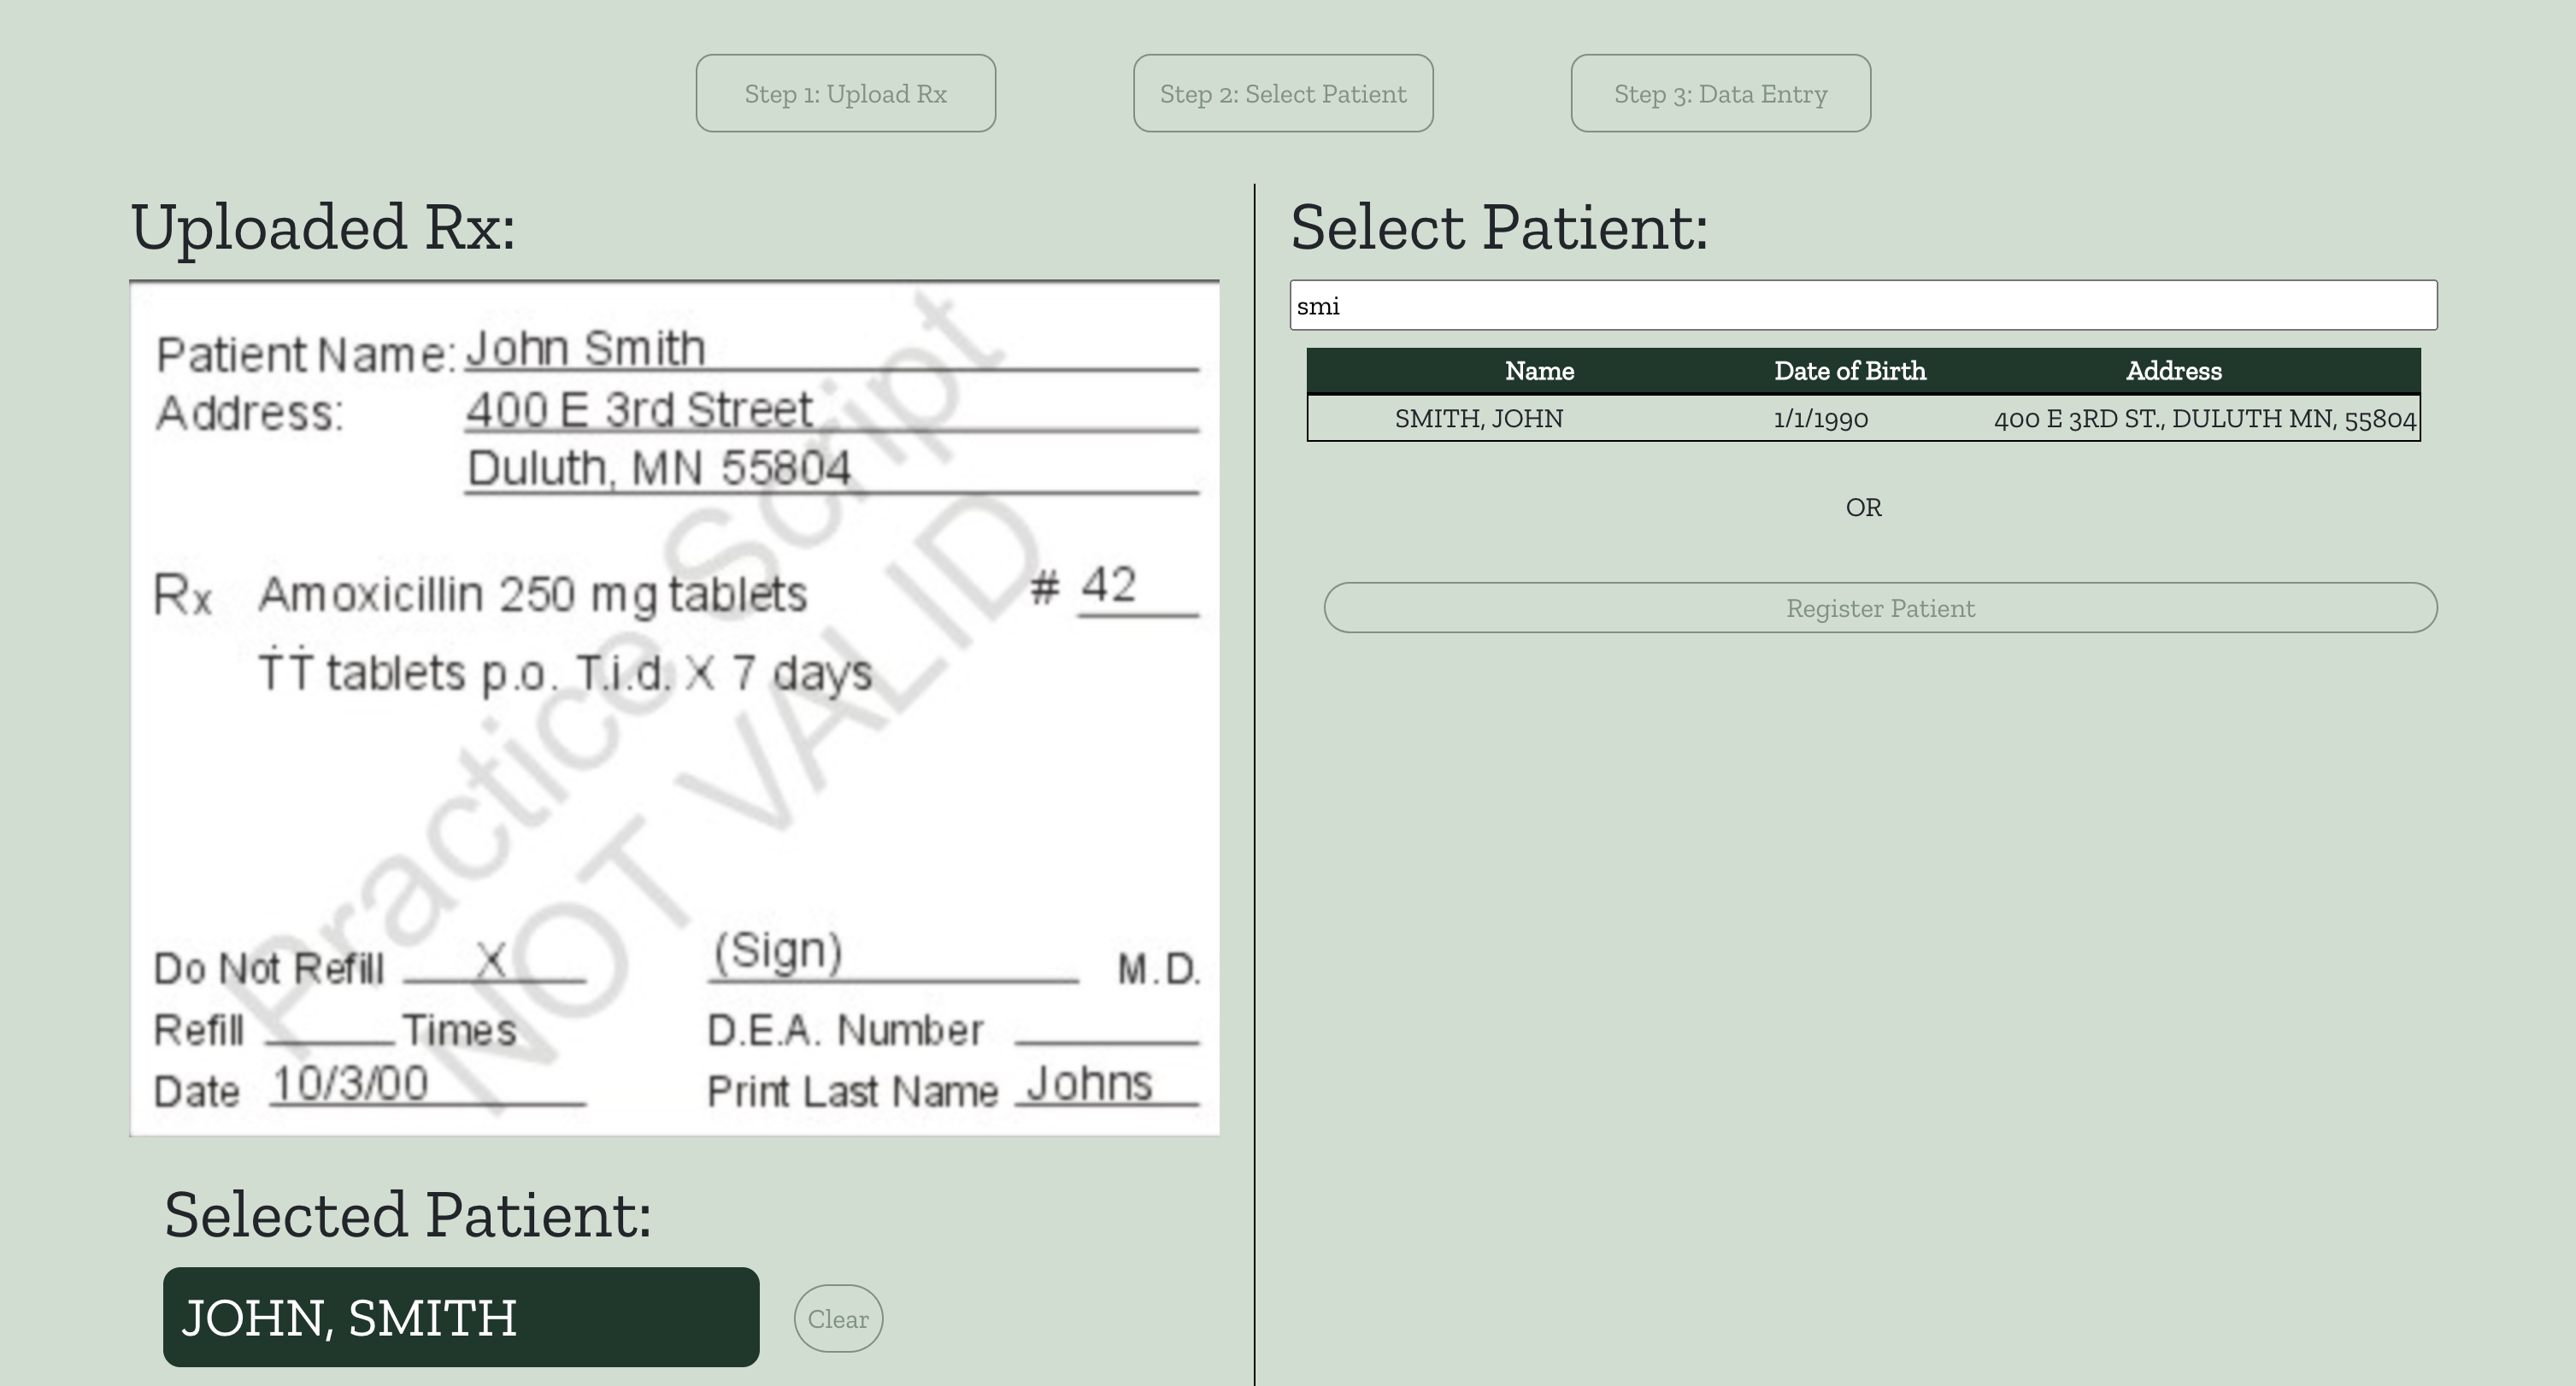 Step 1: Upload Rx
Step 2: Select Patient
Step 3: Data Entry
Uploaded Rx:
Patient Name: John Smith
Address: 400 E 3rd Street
Duluth, MN 55804
Rx Amoxicillin 250 mg tablets # 42
ṪṪ tablets p.o. T.i.d. X 7 days
Practice Script
NOT VALID
Do Not Refill X (Sign) M.D.
Refill Times D.E.A. Number
Date 10/3/00 Print Last Name Johns
Selected Patient:
JOHN, SMITH
Clear
Select Patient:
smi
Name Date of Birth Address
SMITH, JOHN 1/1/1990 400 E 3RD ST., DULUTH MN, 55804
OR
Register Patient